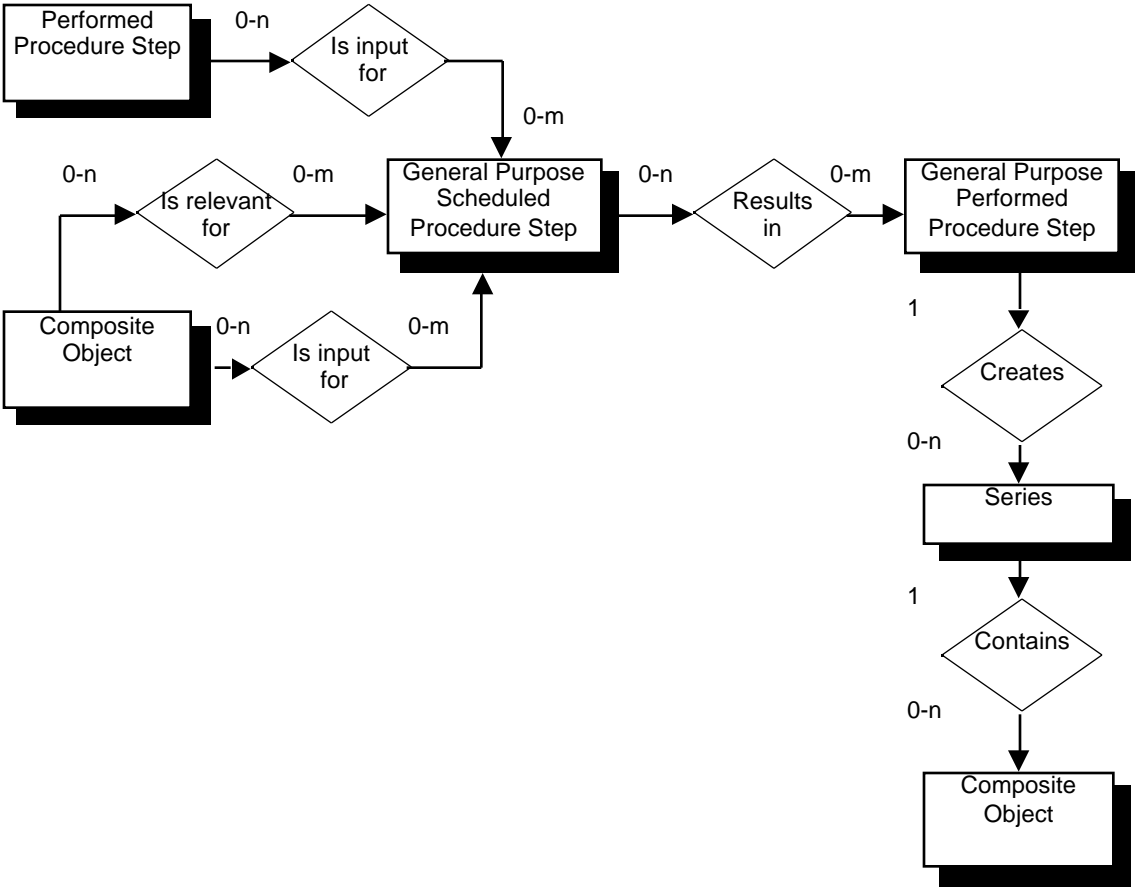 Performed
Procedure Step
0-n
Is input
for
0-m
0-n
Is relevant
for
0-m
General Purpose
Scheduled
Procedure Step
0-n
Results
in
0-m
General Purpose
Performed
Procedure Step
Composite
Object
0-n
Is input
for
0-m
1
Creates
0-n
Series
1
Contains
0-n
Composite
Object